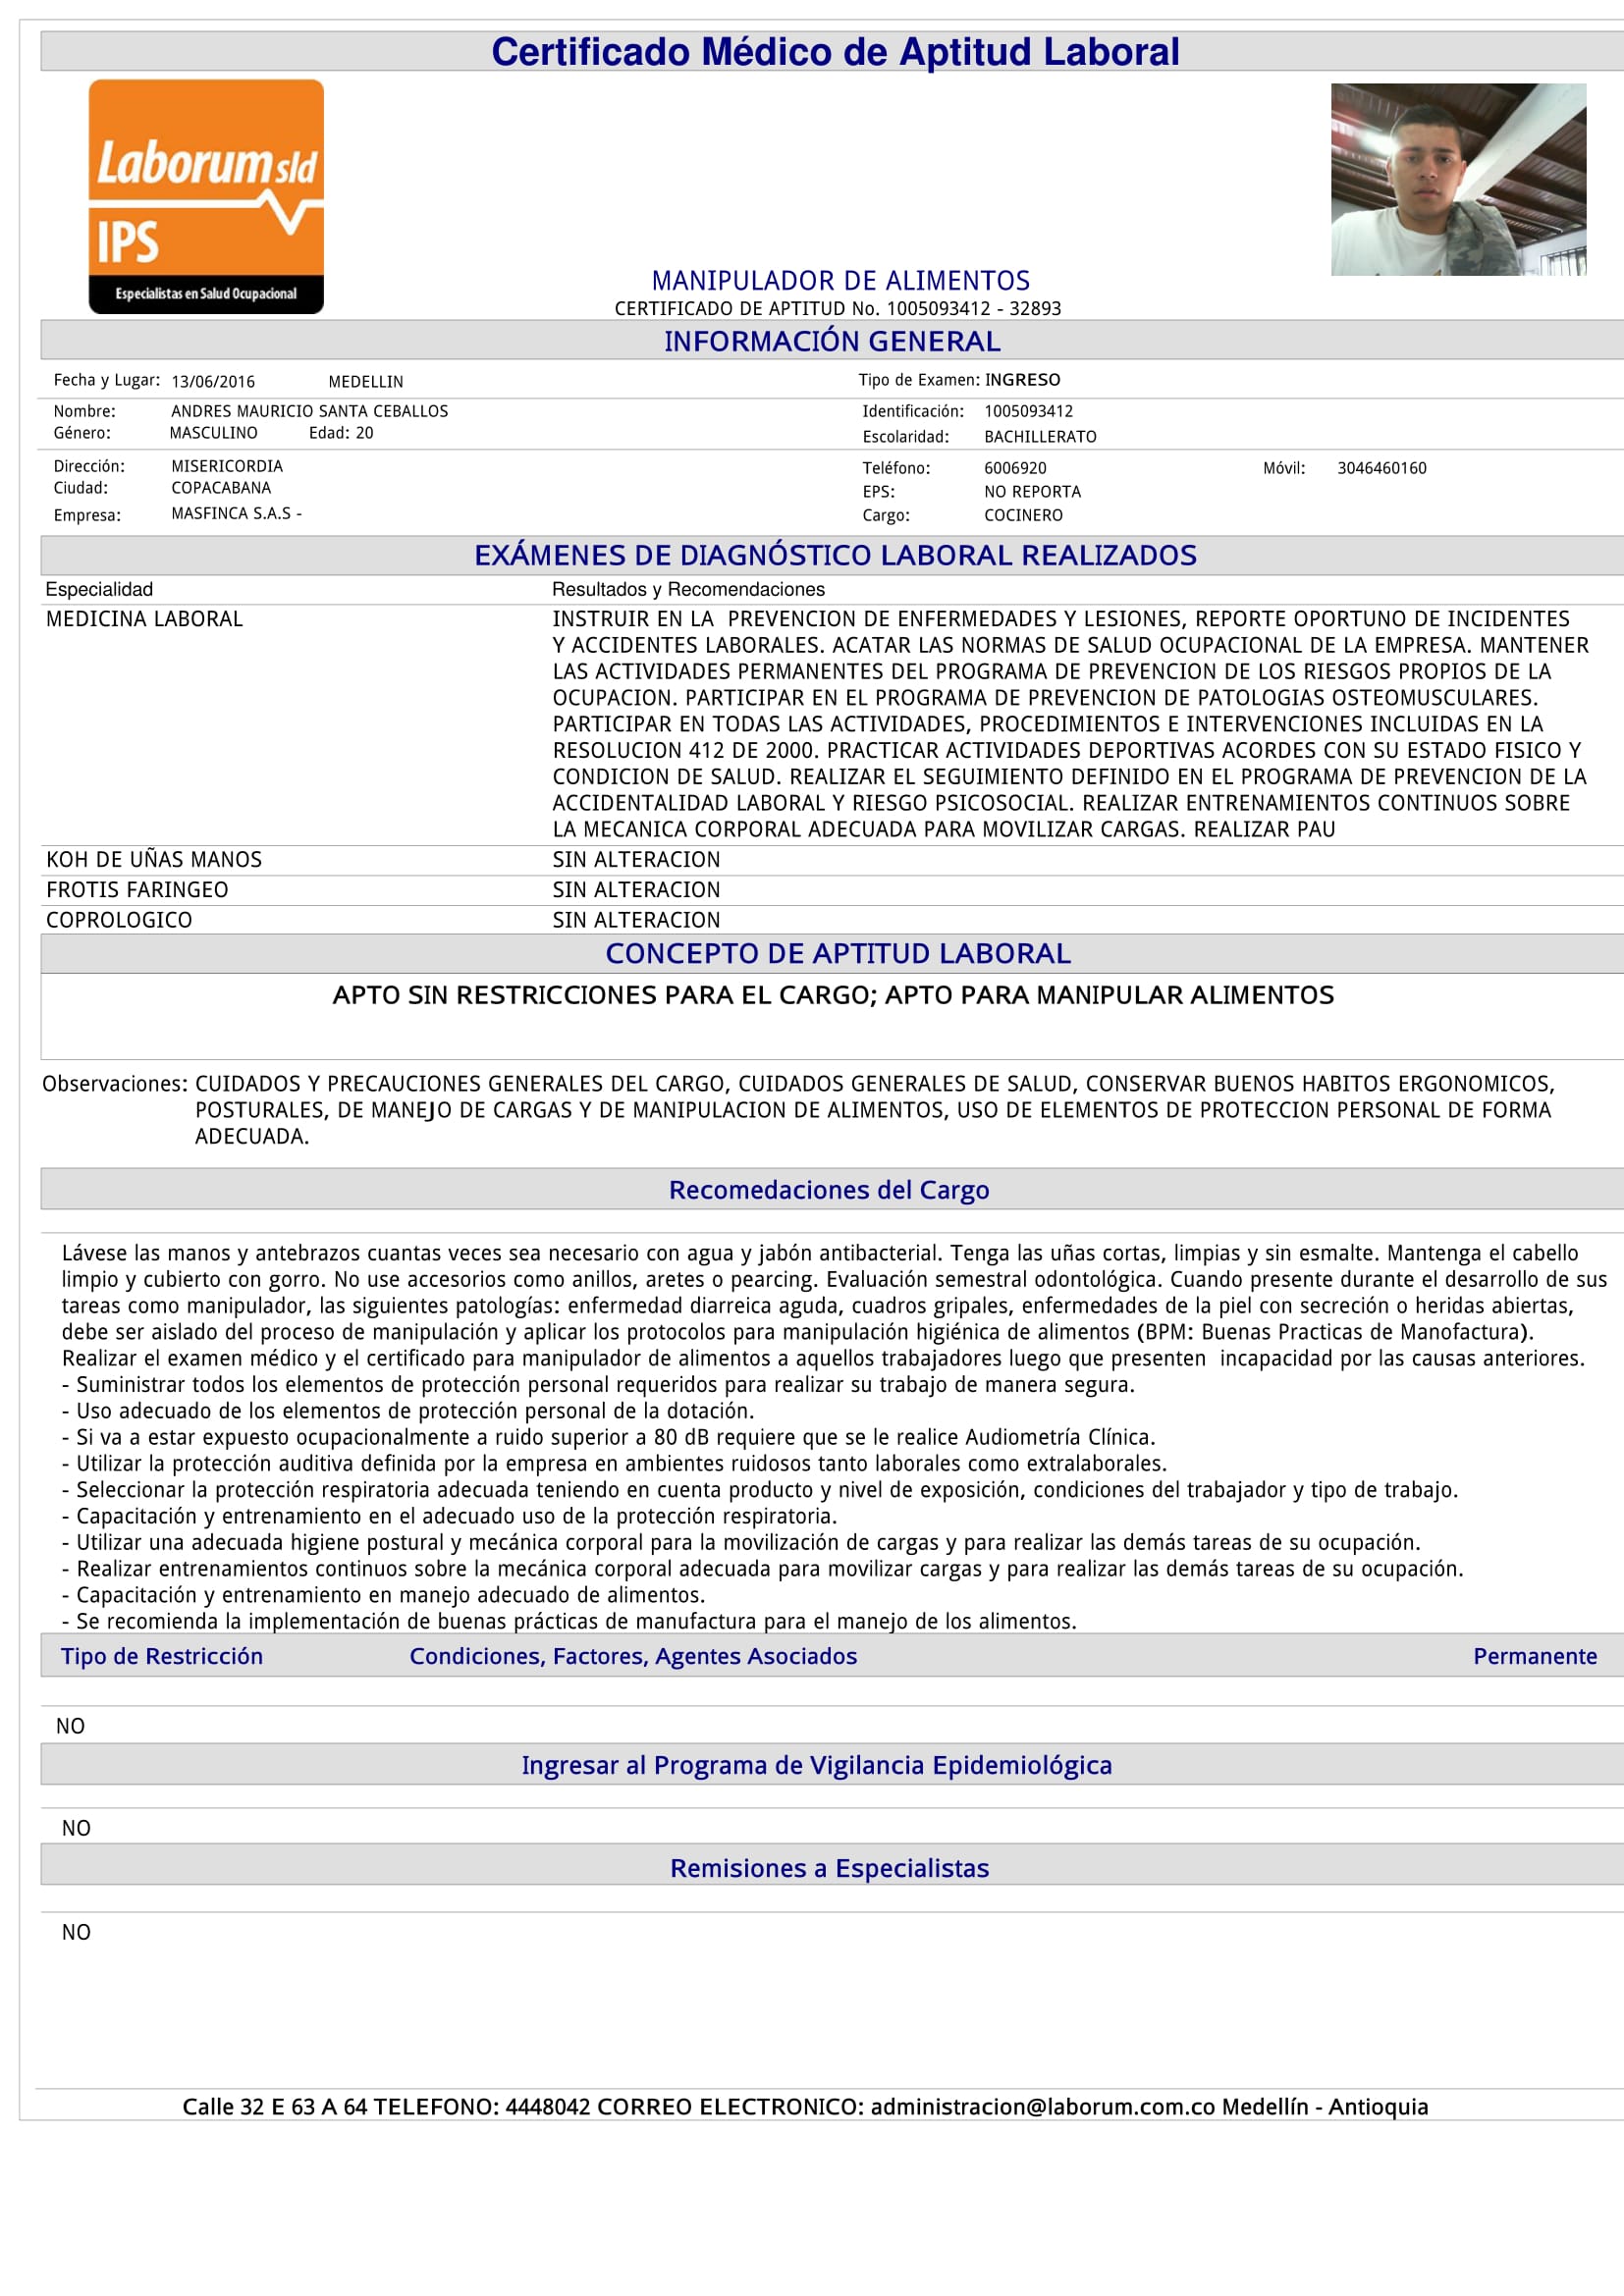 Certificado Médico de Aptitud Laboral
Laborum sld
IPS
Especialistas en Salud Ocupacional
MANIPULADOR DE ALIMENTOS
CERTIFICADO DE APTITUD No. 1005093412 - 32893
INFORMACIÓN GENERAL
Fecha y Lugar: 13/06/2016 MEDELLIN Tipo de Examen: INGRESO
Nombre: ANDRES MAURICIO SANTA CEBALLOS Identificación: 1005093412
Género: MASCULINO Edad: 20 Escolaridad: BACHILLERATO
Dirección: MISERICORDIA Teléfono: 6006920 Móvil: 3046460160
Ciudad: COPACABANA EPS: NO REPORTA
Empresa: MASFINCA S.A.S - Cargo: COCINERO
EXÁMENES DE DIAGNÓSTICO LABORAL REALIZADOS
Especialidad Resultados y Recomendaciones
MEDICINA LABORAL INSTRUIR EN LA PREVENCION DE ENFERMEDADES Y LESIONES, REPORTE OPORTUNO DE INCIDENTES
Y ACCIDENTES LABORALES. ACATAR LAS NORMAS DE SALUD OCUPACIONAL DE LA EMPRESA. MANTENER
LAS ACTIVIDADES PERMANENTES DEL PROGRAMA DE PREVENCION DE LOS RIESGOS PROPIOS DE LA
OCUPACION. PARTICIPAR EN EL PROGRAMA DE PREVENCION DE PATOLOGIAS OSTEOMUSCULARES.
PARTICIPAR EN TODAS LAS ACTIVIDADES, PROCEDIMIENTOS E INTERVENCIONES INCLUIDAS EN LA
RESOLUCION 412 DE 2000. PRACTICAR ACTIVIDADES DEPORTIVAS ACORDES CON SU ESTADO FISICO Y
CONDICION DE SALUD. REALIZAR EL SEGUIMIENTO DEFINIDO EN EL PROGRAMA DE PREVENCION DE LA
ACCIDENTALIDAD LABORAL Y RIESGO PSICOSOCIAL. REALIZAR ENTRENAMIENTOS CONTINUOS SOBRE
LA MECANICA CORPORAL ADECUADA PARA MOVILIZAR CARGAS. REALIZAR PAU
KOH DE UÑAS MANOS SIN ALTERACION
FROTIS FARINGEO SIN ALTERACION
COPROLOGICO SIN ALTERACION
CONCEPTO DE APTITUD LABORAL
APTO SIN RESTRICCIONES PARA EL CARGO; APTO PARA MANIPULAR ALIMENTOS
Observaciones: CUIDADOS Y PRECAUCIONES GENERALES DEL CARGO, CUIDADOS GENERALES DE SALUD, CONSERVAR BUENOS HABITOS ERGONOMICOS,
POSTURALES, DE MANEJO DE CARGAS Y DE MANIPULACION DE ALIMENTOS, USO DE ELEMENTOS DE PROTECCION PERSONAL DE FORMA
ADECUADA.
Recomedaciones del Cargo
Lávese las manos y antebrazos cuantas veces sea necesario con agua y jabón antibacterial. Tenga las uñas cortas, limpias y sin esmalte. Mantenga el cabello
limpio y cubierto con gorro. No use accesorios como anillos, aretes o pearcing. Evaluación semestral odontológica. Cuando presente durante el desarrollo de sus
tareas como manipulador, las siguientes patologías: enfermedad diarreica aguda, cuadros gripales, enfermedades de la piel con secreción o heridas abiertas,
debe ser aislado del proceso de manipulación y aplicar los protocolos para manipulación higiénica de alimentos (BPM: Buenas Practicas de Manofactura).
Realizar el examen médico y el certificado para manipulador de alimentos a aquellos trabajadores luego que presenten incapacidad por las causas anteriores.
- Suministrar todos los elementos de protección personal requeridos para realizar su trabajo de manera segura.
- Uso adecuado de los elementos de protección personal de la dotación.
- Si va a estar expuesto ocupacionalmente a ruido superior a 80 dB requiere que se le realice Audiometría Clínica.
- Utilizar la protección auditiva definida por la empresa en ambientes ruidosos tanto laborales como extralaborales.
- Seleccionar la protección respiratoria adecuada teniendo en cuenta producto y nivel de exposición, condiciones del trabajador y tipo de trabajo.
- Capacitación y entrenamiento en el adecuado uso de la protección respiratoria.
- Utilizar una adecuada higiene postural y mecánica corporal para la movilización de cargas y para realizar las demás tareas de su ocupación.
- Realizar entrenamientos continuos sobre la mecánica corporal adecuada para movilizar cargas y para realizar las demás tareas de su ocupación.
- Capacitación y entrenamiento en manejo adecuado de alimentos.
- Se recomienda la implementación de buenas prácticas de manufactura para el manejo de los alimentos.
Tipo de Restricción Condiciones, Factores, Agentes Asociados Permanente
NO
Ingresar al Programa de Vigilancia Epidemiológica
NO
Remisiones a Especialistas
NO
Calle 32 E 63 A 64 TELEFONO: 4448042 CORREO ELECTRONICO: administracion@laborum.com.co Medellín - Antioquia